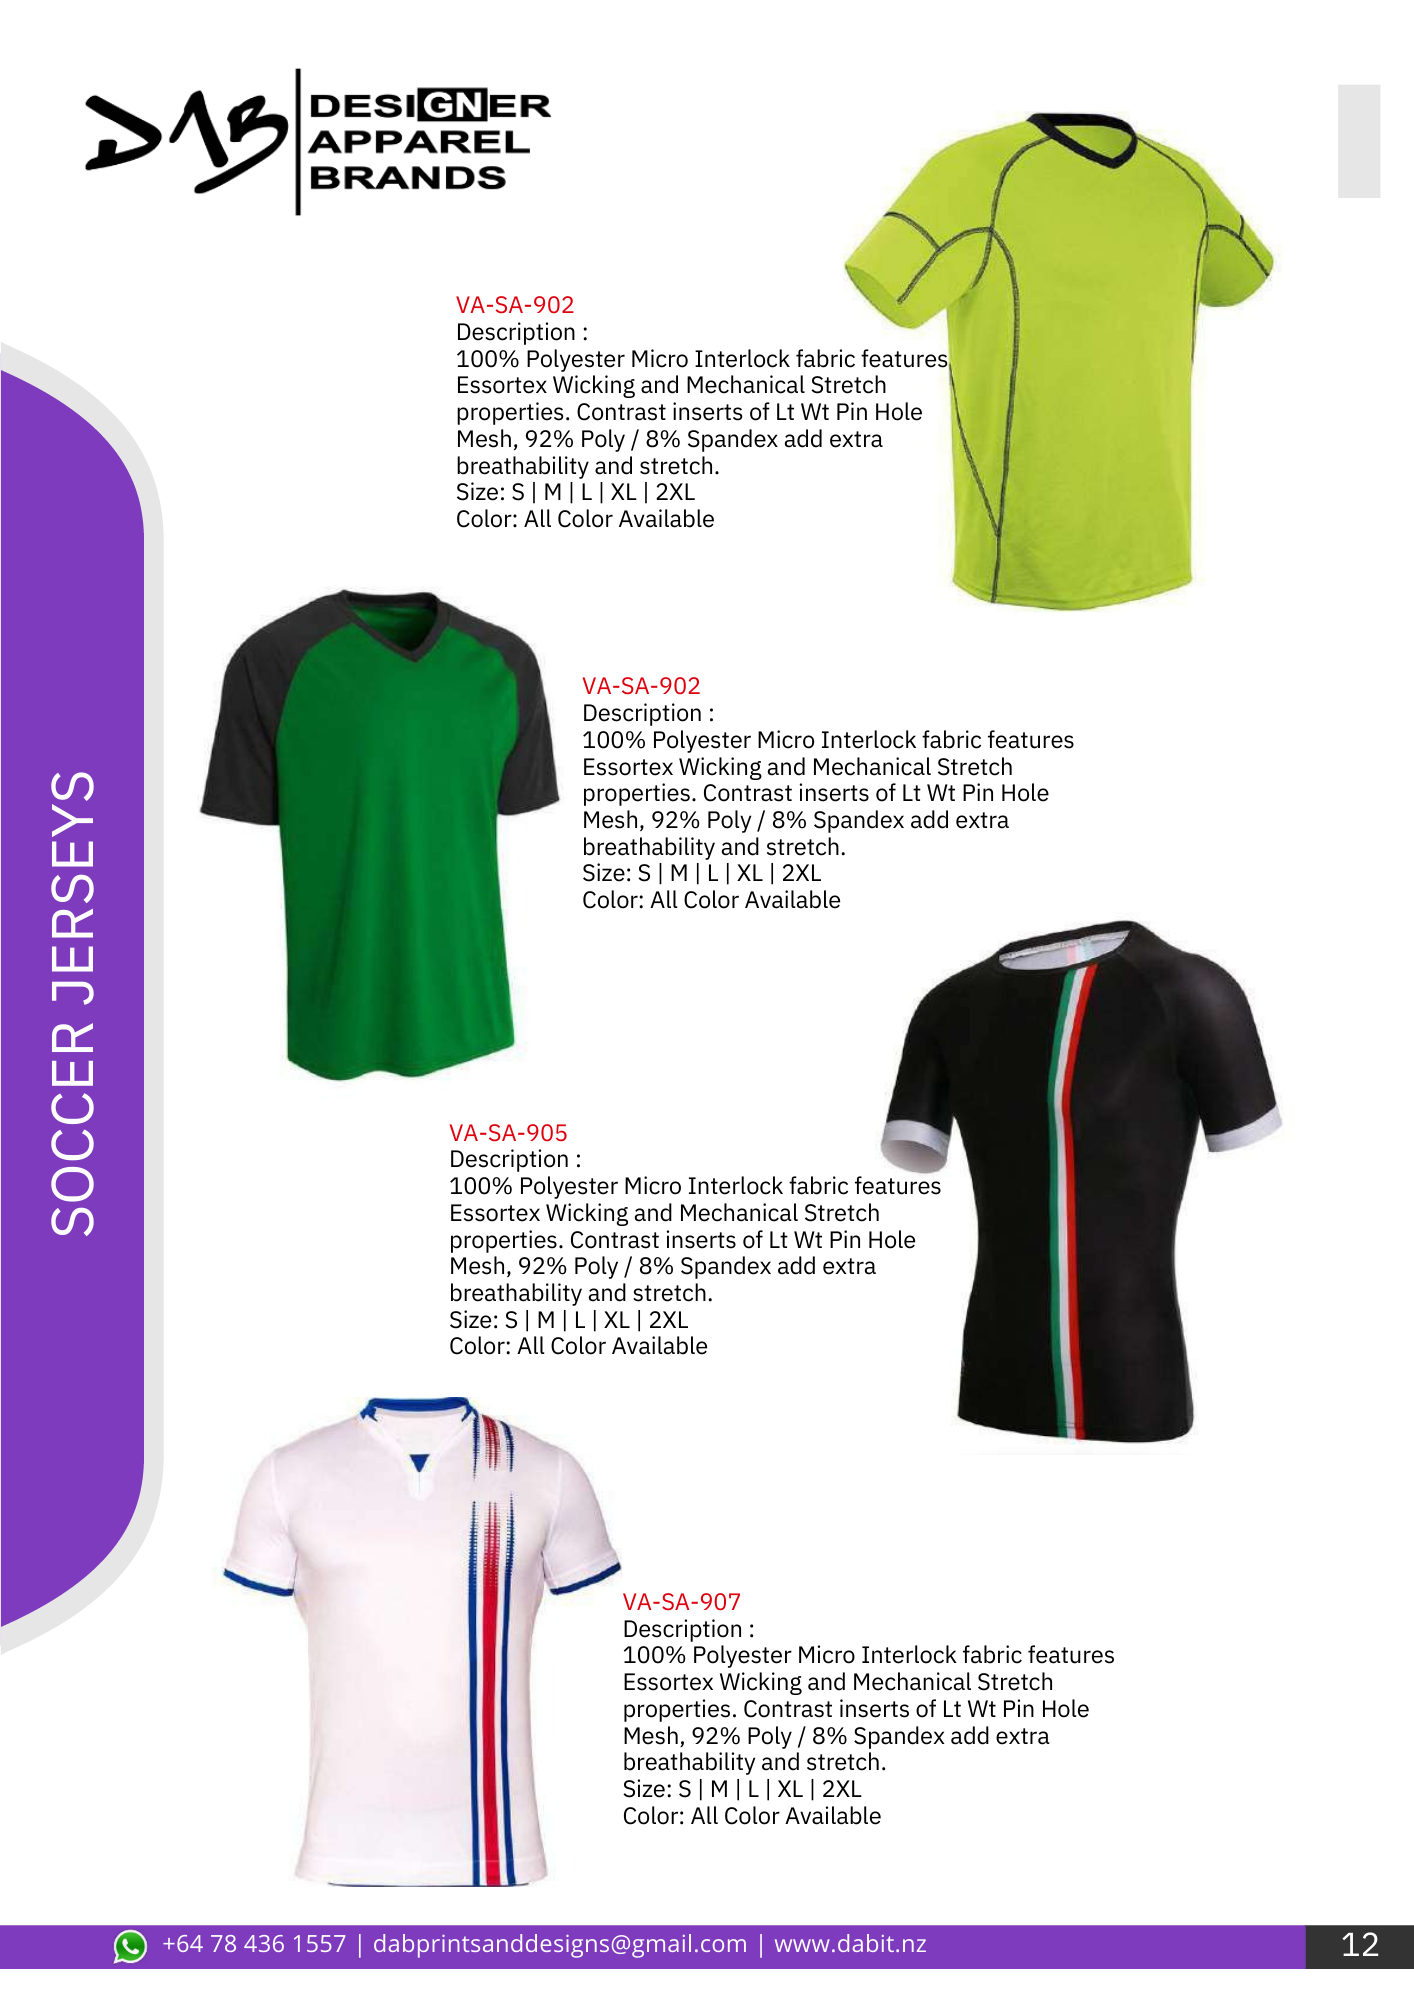 DAB
DESIGNER
APPAREL
BRANDS
VA-SA-902
Description :
100% Polyester Micro Interlock fabric features
Essortex Wicking and Mechanical Stretch
properties. Contrast inserts of Lt Wt Pin Hole
Mesh, 92% Poly / 8% Spandex add extra
breathability and stretch.
Size: S | M | L | XL | 2XL
Color: All Color Available
VA-SA-902
Description :
100% Polyester Micro Interlock fabric features
Essortex Wicking and Mechanical Stretch
properties. Contrast inserts of Lt Wt Pin Hole
Mesh, 92% Poly / 8% Spandex add extra
breathability and stretch.
Size: S | M | L | XL | 2XL
Color: All Color Available
SOCCER JERSEYS
VA-SA-905
Description :
100% Polyester Micro Interlock fabric features
Essortex Wicking and Mechanical Stretch
properties. Contrast inserts of Lt Wt Pin Hole
Mesh, 92% Poly / 8% Spandex add extra
breathability and stretch.
Size: S | M | L | XL | 2XL
Color: All Color Available
VA-SA-907
Description :
100% Polyester Micro Interlock fabric features
Essortex Wicking and Mechanical Stretch
properties. Contrast inserts of Lt Wt Pin Hole
Mesh, 92% Poly / 8% Spandex add extra
breathability and stretch.
Size: S | M | L | XL | 2XL
Color: All Color Available
+64 78 436 1557 | dabprintsanddesigns@gmail.com | www.dabit.nz
12